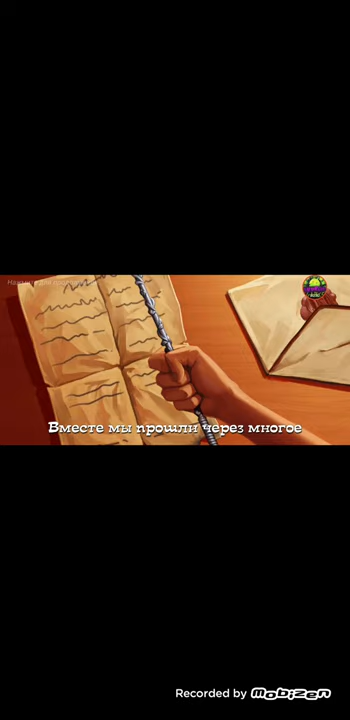 Вместе мы прошли через многое
Recorded by Mobizen